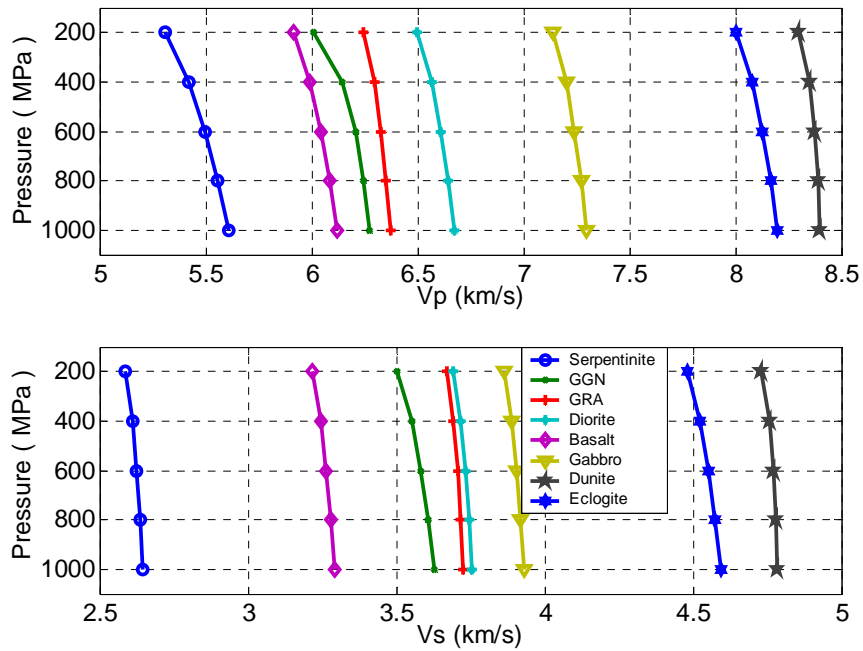 200
400
600
800
1000
Pressure ( MPa)
5 5.5 6 6.5 7 7.5 8 8.5
Vp (km/s)
200
400
600
800
1000
Pressure ( MPa )
Serpentinite
GGN
GRA
Diorite
Basalt
Gabbro
Dunite
Eclogite
2.5 3 3.5 4 4.5 5
Vs (km/s)